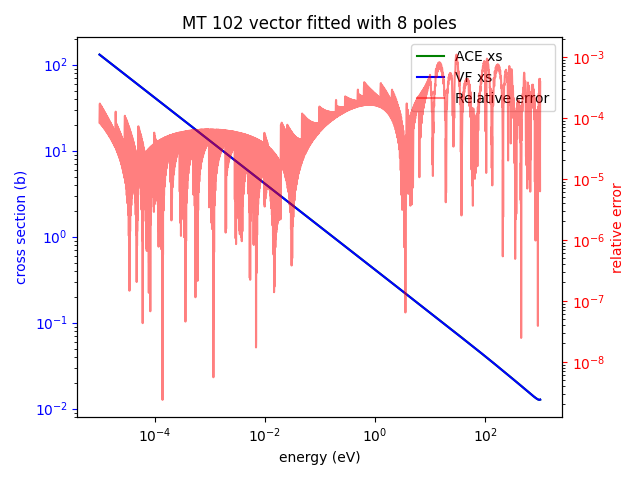 MT 102 vector fitted with 8 poles
ACE xs
VF xs
Relative error
cross section (b)
10^2
10^1
10^0
10^-1
10^-2
10^-3
10^-4
10^-5
10^-6
10^-7
10^-8
relative error
10^-4
10^-2
10^0
10^2
energy (eV)